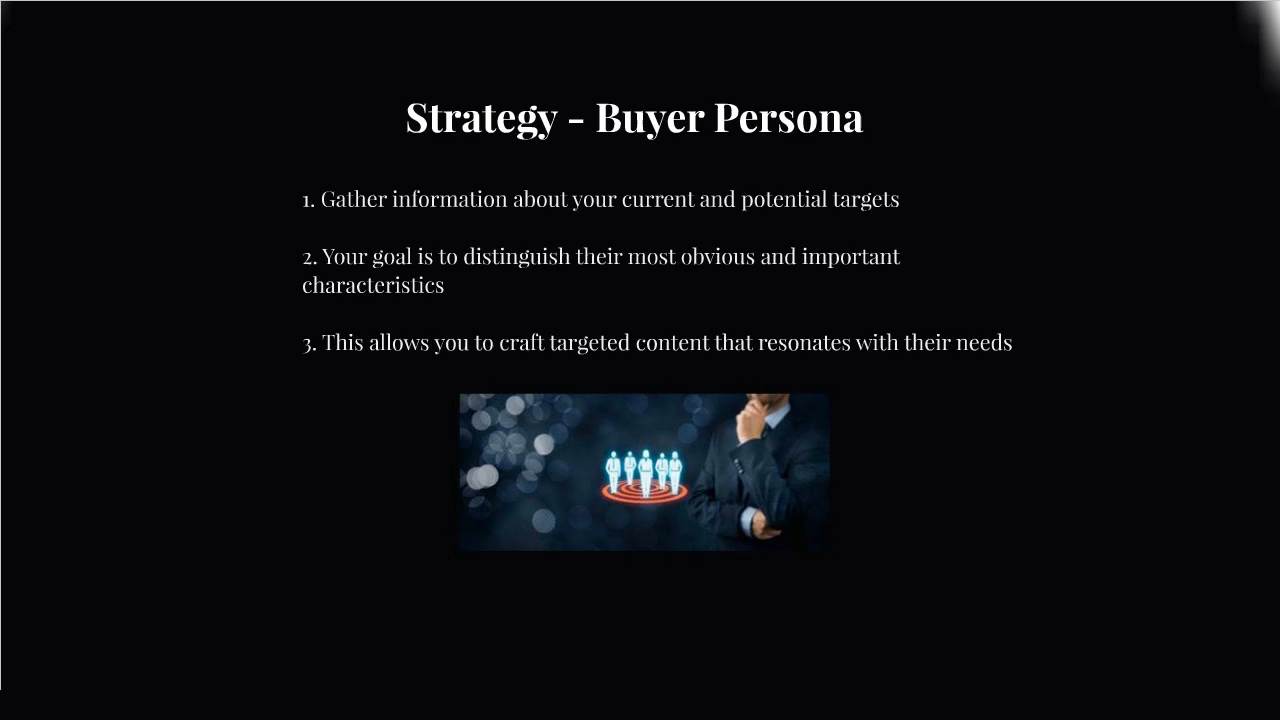 Strategy - Buyer Persona
1. Gather information about your current and potential targets
2. Your goal is to distinguish their most obvious and important
characteristics
3. This allows you to craft targeted content that resonates with their needs